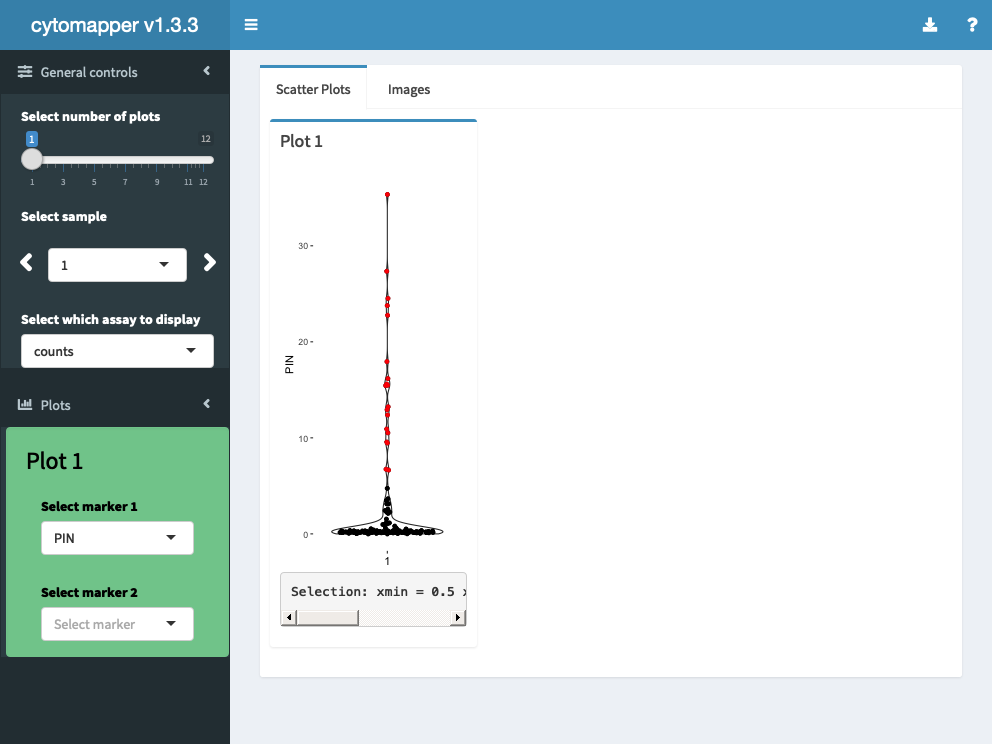 cytomapper v1.3.3
?
General controls
Select number of plots
1 12
1 3 5 7 9 11 12
Select sample
1
Select which assay to display
counts
Plots
Plot 1
Select marker 1
PIN
Select marker 2
Select marker
Scatter Plots Images
Plot 1
30
20
PIN
10
0
1
Selection: xmin = 0.5